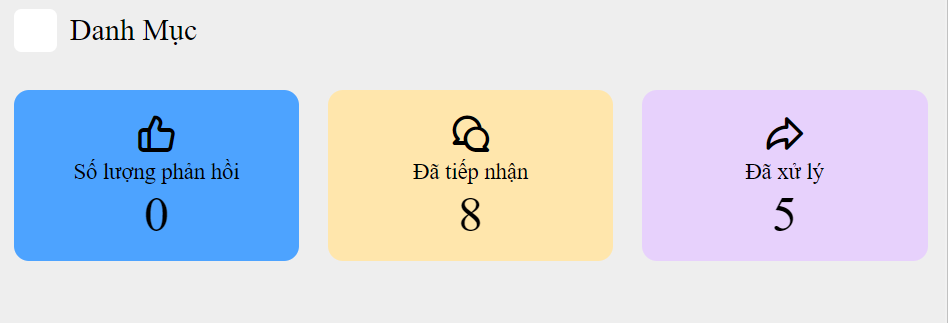 Danh Mục
Số lượng phản hồi
0
Đã tiếp nhận
8
Đã xử lý
5